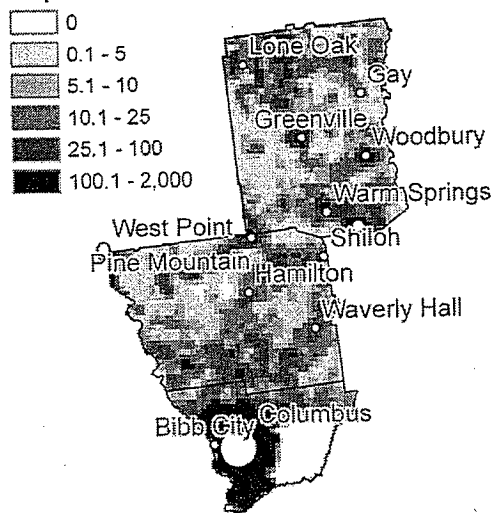 0
0.1 - 5
5.1 - 10
10.1 - 25
25.1 - 100
100.1 - 2,000
Lone Oak
Gay
Greenville
Woodbury
Warm Springs
West Point
Shiloh
Pine Mountain
Hamilton
Waverly Hall
Columbus
Bibb City